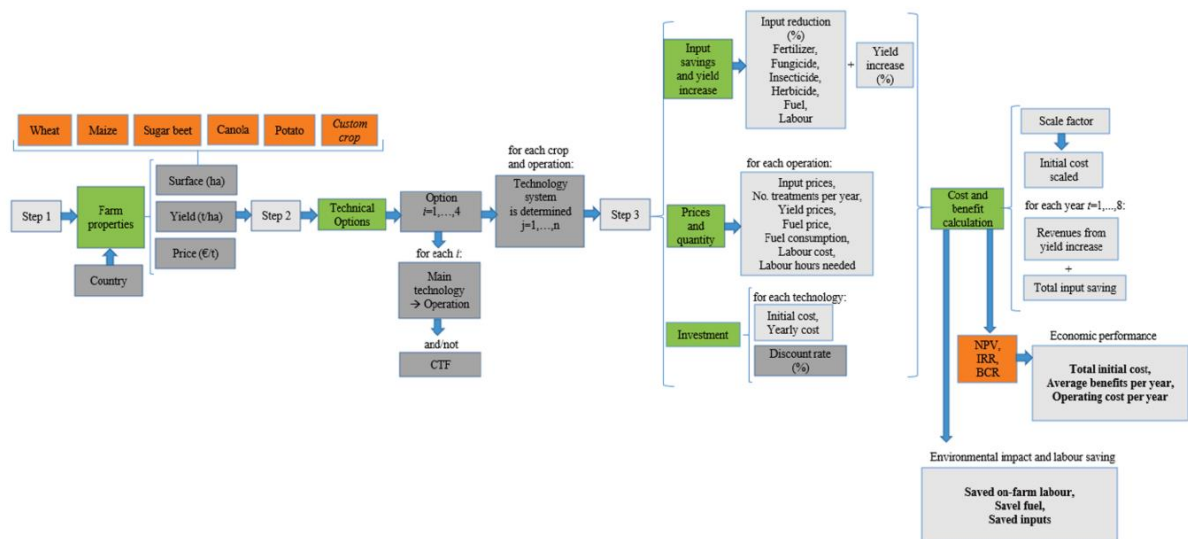 Wheat
Maize
Sugar beet
Canola
Potato
Custom
crop
Step 1
Farm
properties
Country
Surface (ha)
Yield (t/ha)
Price (€/t)
Step 2
Technical
Options
Option
i=1,…,4
for each i:
Main
technology
→ Operation
and/not
CTF
for each crop
and operation:
Technology
system
is determined
j=1,…,n
Step 3
Input
savings
and yield
increase
Input reduction
(%)
Fertilizer,
Fungicide,
Insecticide,
Herbicide,
Fuel,
Labour
+
Yield
increase
(%)
Prices
and
quantity
for each operation:
Input prices,
No. treatments per year,
Yield prices,
Fuel price,
Fuel consumption,
Labour cost,
Labour hours needed
Investment
for each technology:
Initial cost,
Yearly cost
Discount rate
(%)
Cost and
benefit
calculation
Scale factor
Initial cost
scaled
for each year t=1,...,8:
Revenues from
yield increase
+
Total input saving
NPV,
IRR,
BCR
Economic performance
Total initial cost,
Average benefits per year,
Operating cost per year
Environmental impact and labour saving
Saved on-farm labour,
Savel fuel,
Saved inputs